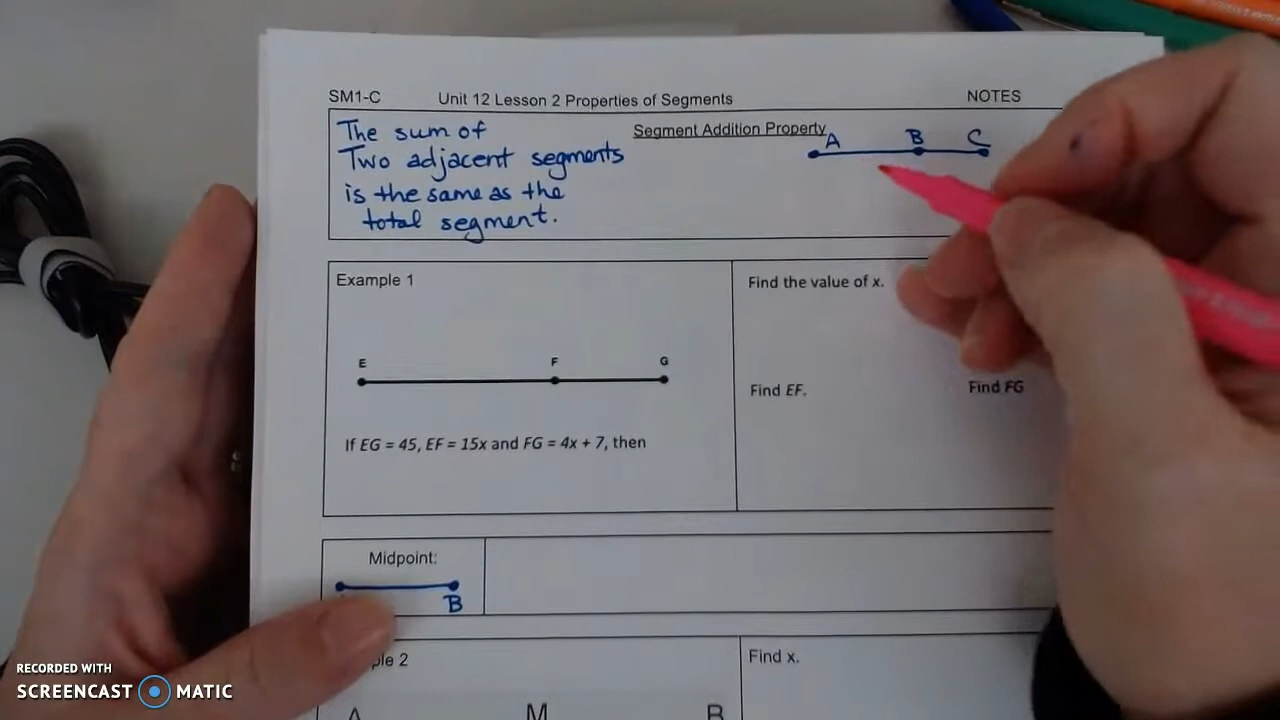 SM1-C Unit 12 Lesson 2 Properties of Segments NOTES
Segment Addition Property
The sum of
Two adjacent segments
is the same as the
total segment.
A B C
Example 1
E F G
If EG = 45, EF = 15x and FG = 4x + 7, then
Find the value of x.
Find EF. Find FG
Midpoint:
B
ple 2
A M B
Find x.
RECORDED WITH
SCREENCAST MATIC